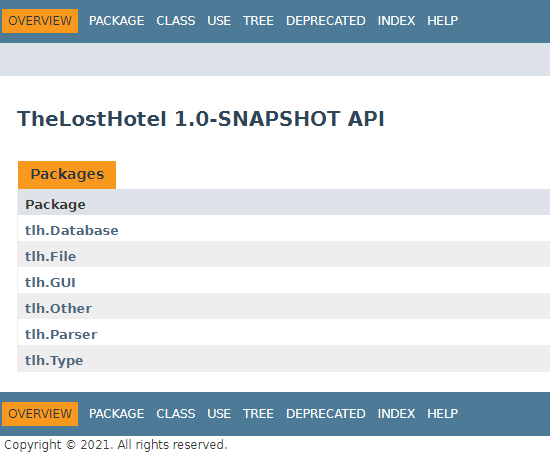 OVERVIEW PACKAGE CLASS USE TREE DEPRECATED INDEX HELP
TheLostHotel 1.0-SNAPSHOT API
Packages
Package
tlh.Database
tlh.File
tlh.GUI
tlh.Other
tlh.Parser
tlh.Type
OVERVIEW PACKAGE CLASS USE TREE DEPRECATED INDEX HELP
Copyright © 2021. All rights reserved.